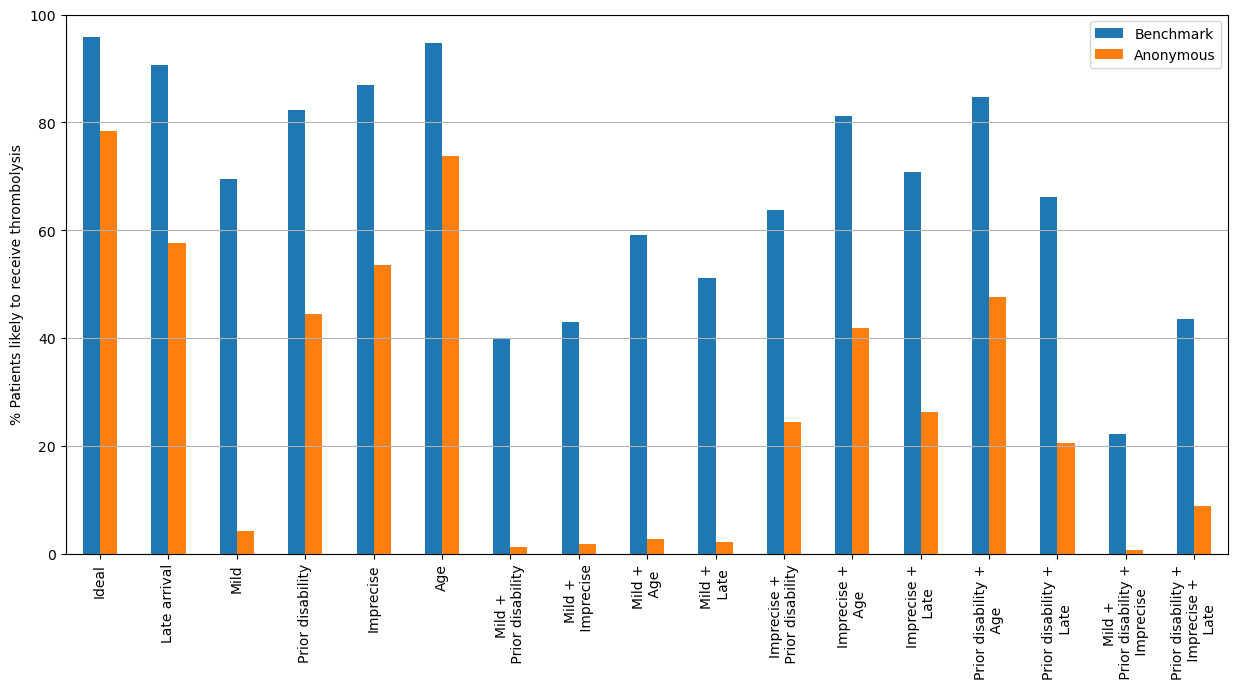 100
80
60
40
20
0
% Patients likely to receive thrombolysis
Benchmark
Anonymous
Ideal
Late arrival
Mild
Prior disability
Imprecise
Age
Mild +
Prior disability
Mild +
Imprecise
Mild +
Age
Mild +
Late
Imprecise +
Prior disability
Imprecise +
Age
Imprecise +
Late
Prior disability +
Age
Prior disability +
Late
Mild +
Prior disability +
Imprecise
Prior disability +
Imprecise +
Late